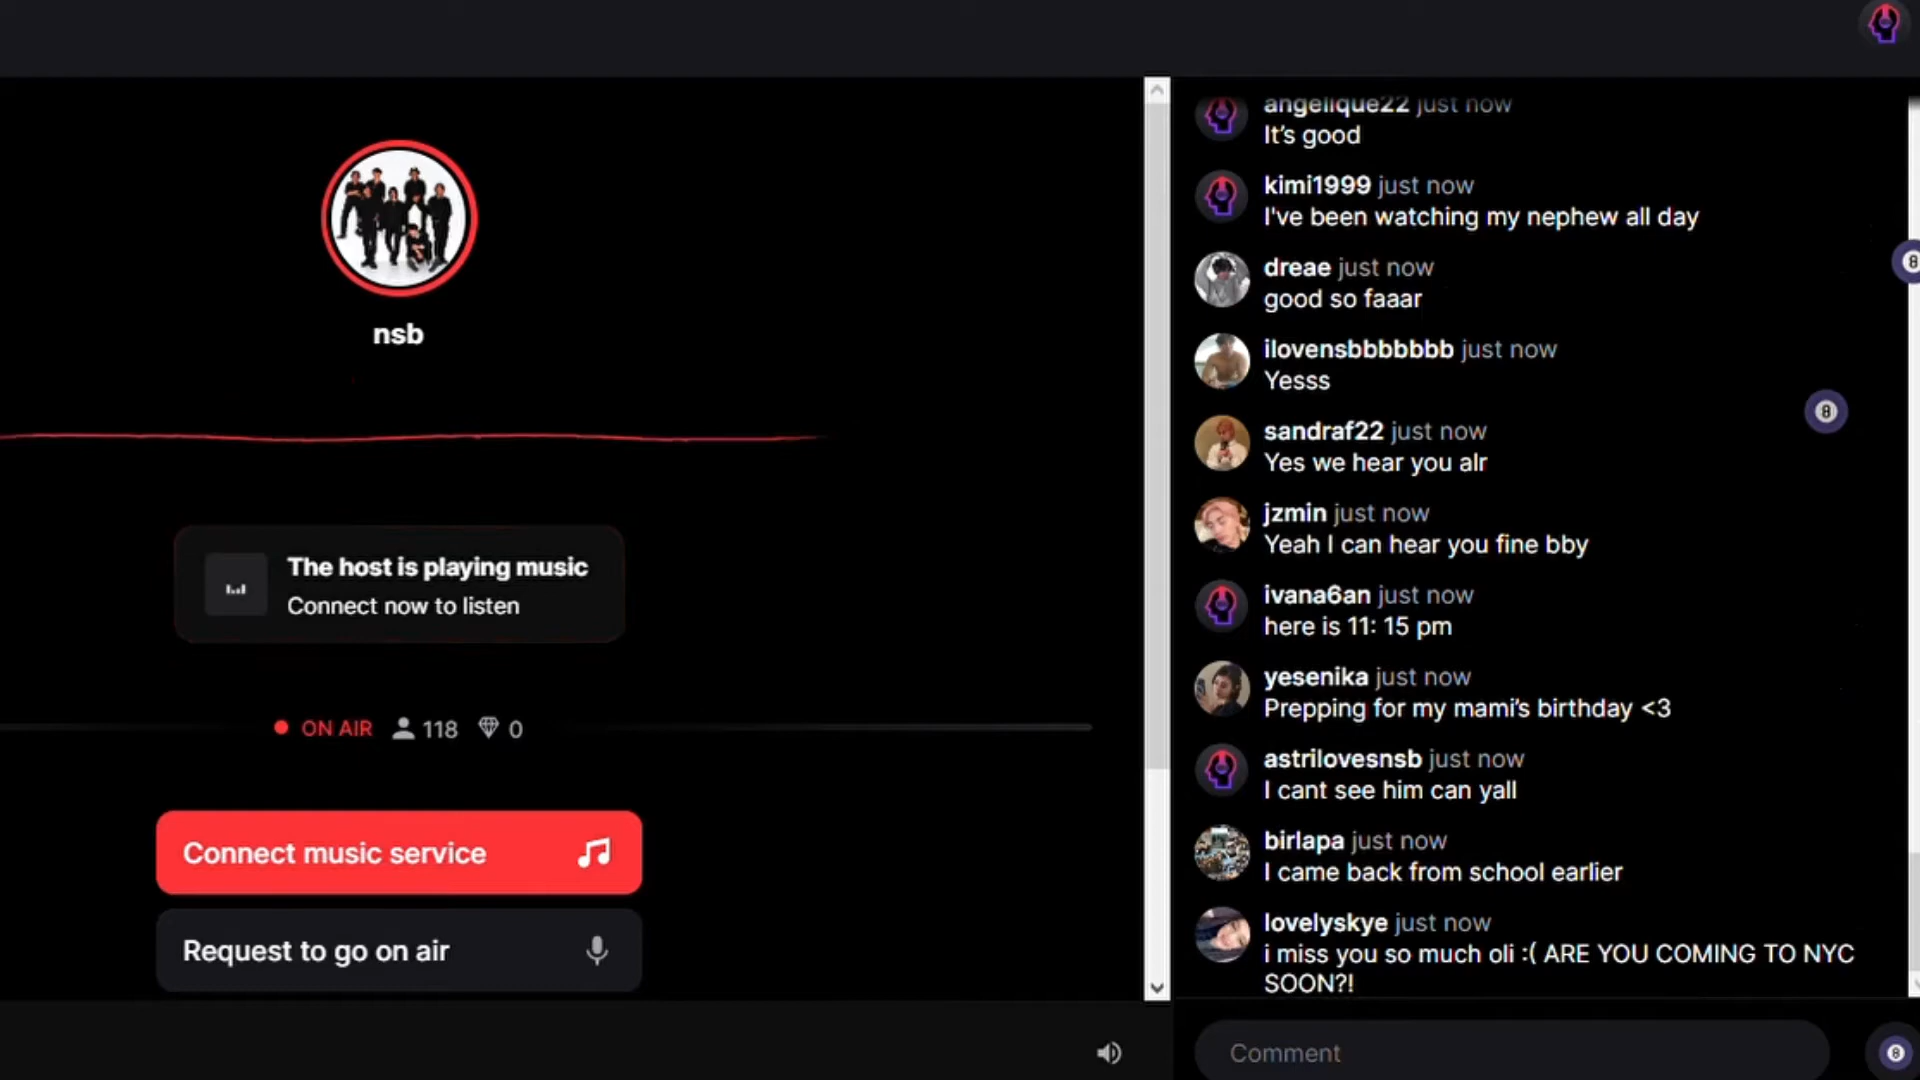 nsb
The host is playing music
Connect now to listen
ON AIR 118 0
Connect music service
Request to go on air
angelique22 just now
It’s good
kimi1999 just now
I've been watching my nephew all day
dreae just now
good so faaar
ilovensbbbbbbb just now
Yesss
sandraf22 just now
Yes we hear you alr
jzmin just now
Yeah I can hear you fine bby
ivana6an just now
here is 11: 15 pm
yesenika just now
Prepping for my mami’s birthday <3
astrilovesnsb just now
I cant see him can yall
birlapa just now
I came back from school earlier
lovelyskye just now
i miss you so much oli :( ARE YOU COMING TO NYC
SOON?!
Comment